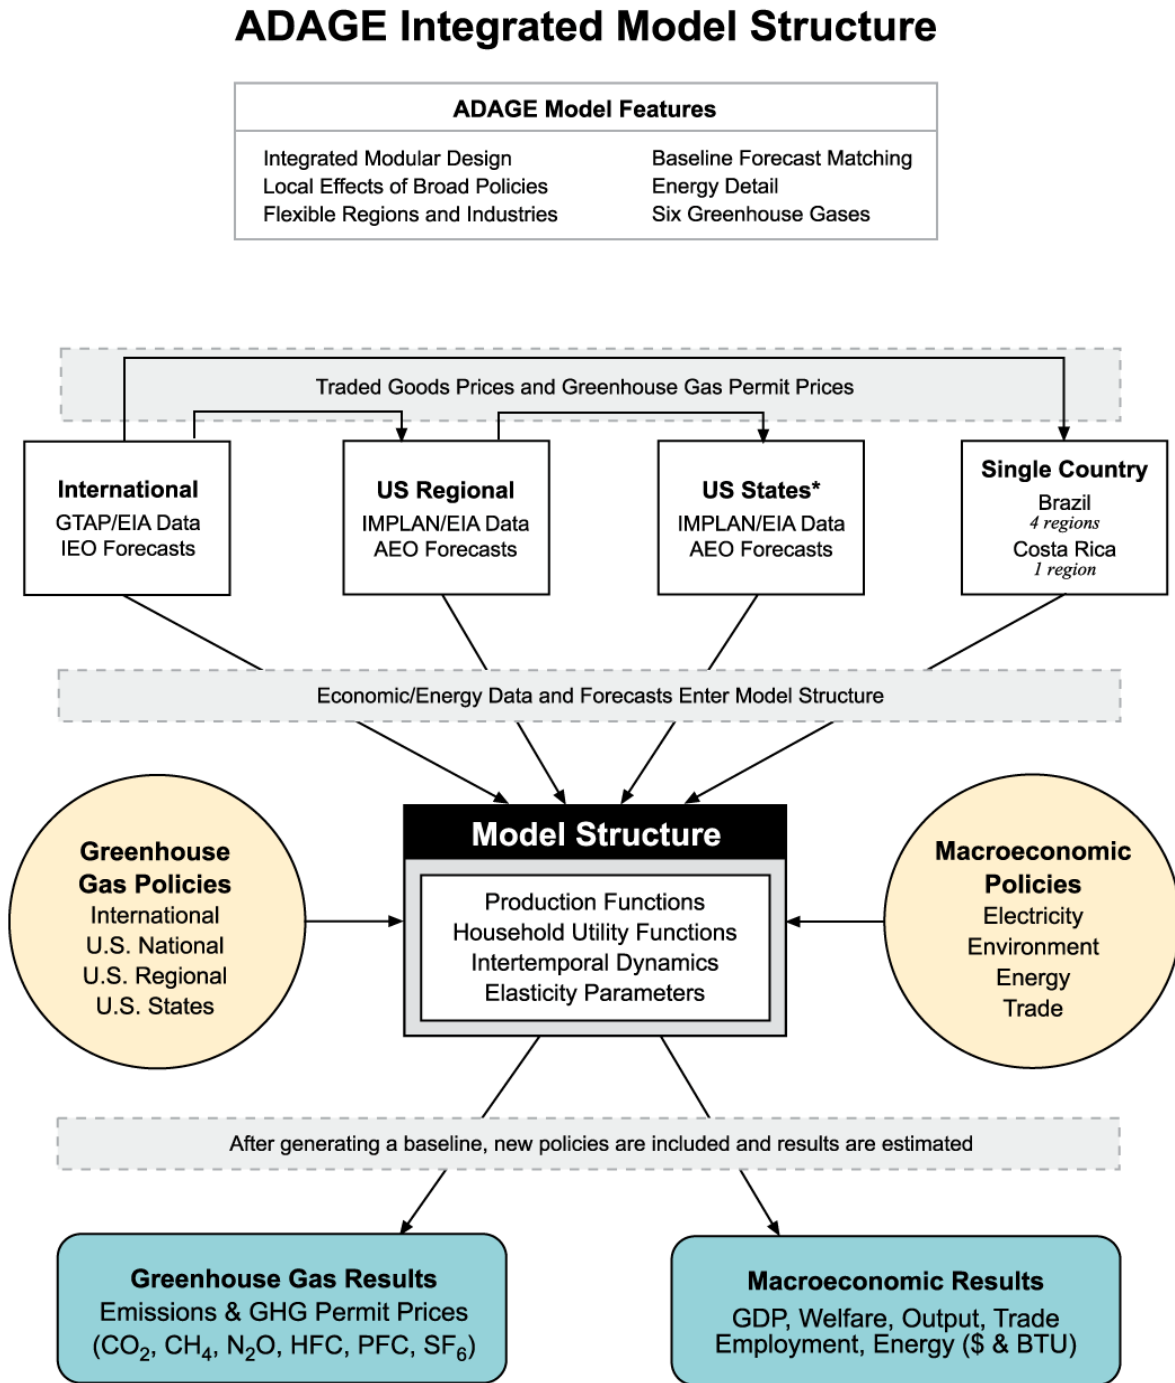 ADAGE Integrated Model Structure
ADAGE Model Features
Integrated Modular Design
Local Effects of Broad Policies
Flexible Regions and Industries
Baseline Forecast Matching
Energy Detail
Six Greenhouse Gases
Traded Goods Prices and Greenhouse Gas Permit Prices
International
GTAP/EIA Data
IEO Forecasts
US Regional
IMPLAN/EIA Data
AEO Forecasts
US States*
IMPLAN/EIA Data
AEO Forecasts
Single Country
Brazil
4 regions
Costa Rica
1 region
Economic/Energy Data and Forecasts Enter Model Structure
Greenhouse
Gas Policies
International
U.S. National
U.S. Regional
U.S. States
Model Structure
Production Functions
Household Utility Functions
Intertemporal Dynamics
Elasticity Parameters
Macroeconomic
Policies
Electricity
Environment
Energy
Trade
After generating a baseline, new policies are included and results are estimated
Greenhouse Gas Results
Emissions & GHG Permit Prices
(CO₂, CH₄, N₂O, HFC, PFC, SF₆)
Macroeconomic Results
GDP, Welfare, Output, Trade
Employment, Energy ($ & BTU)